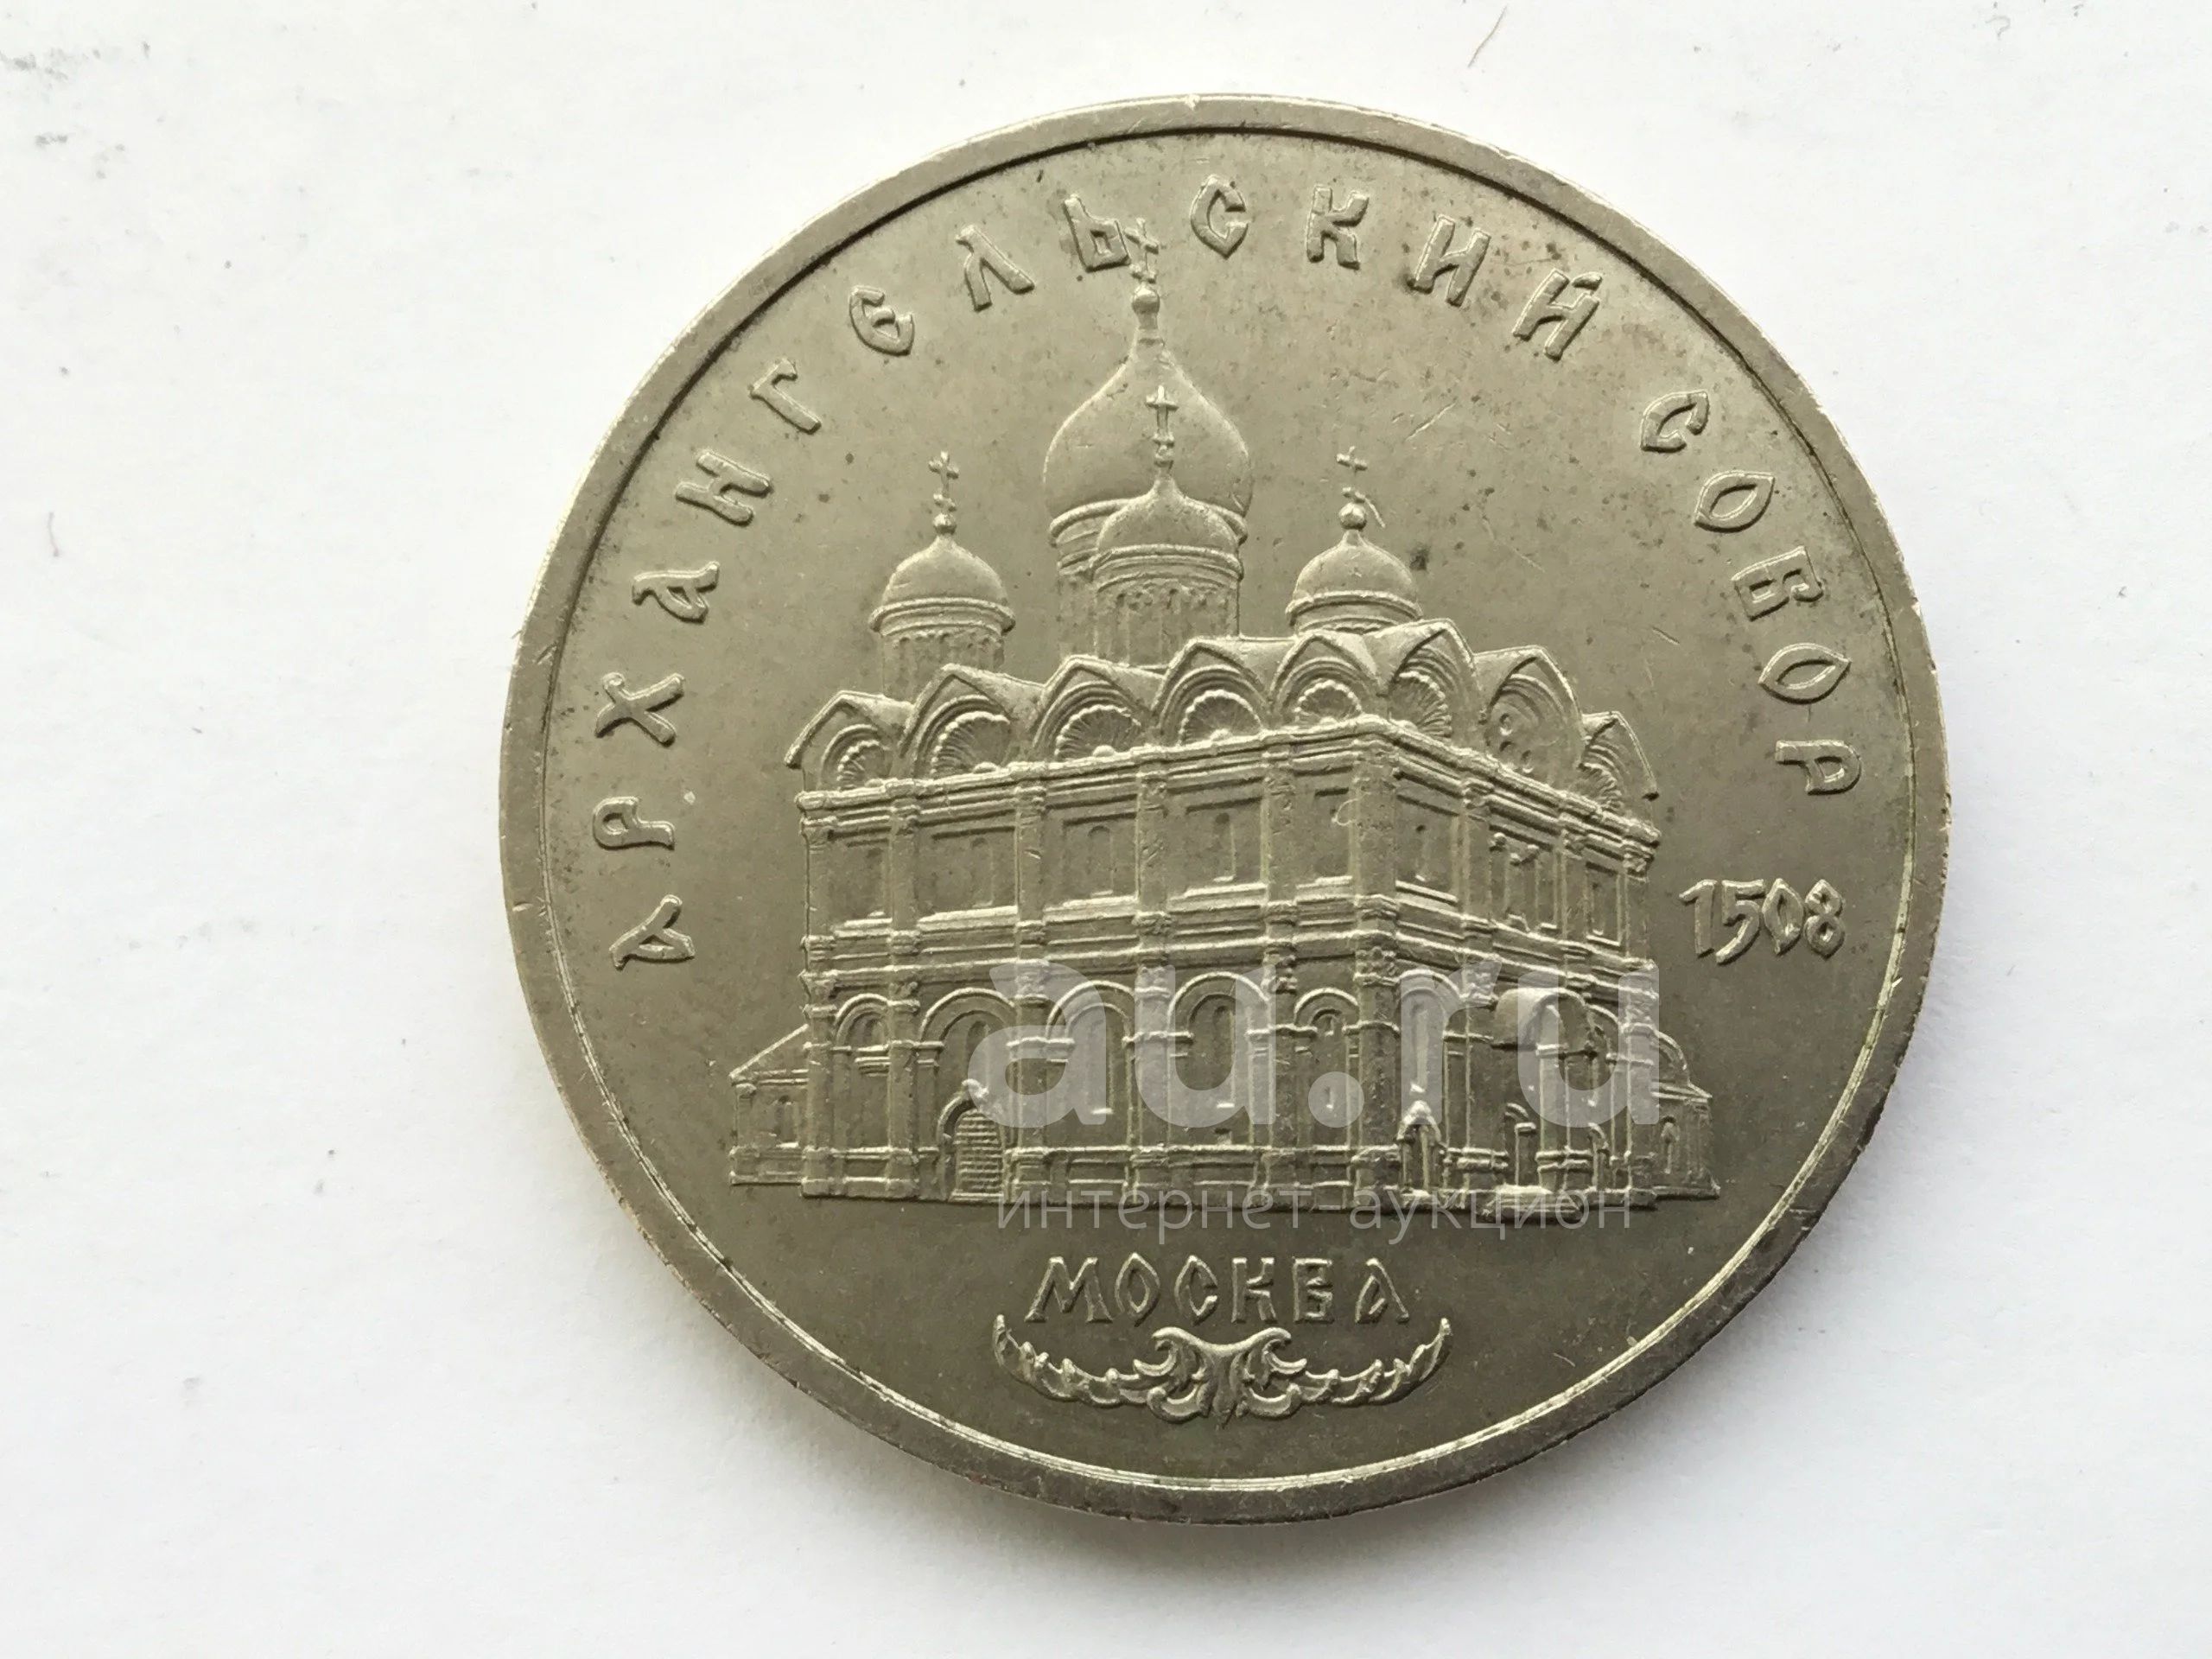 АРХАНГЕЛЬСКИЙ СОБОР
1508
au.ru
интернет аукцион
МОСКВА